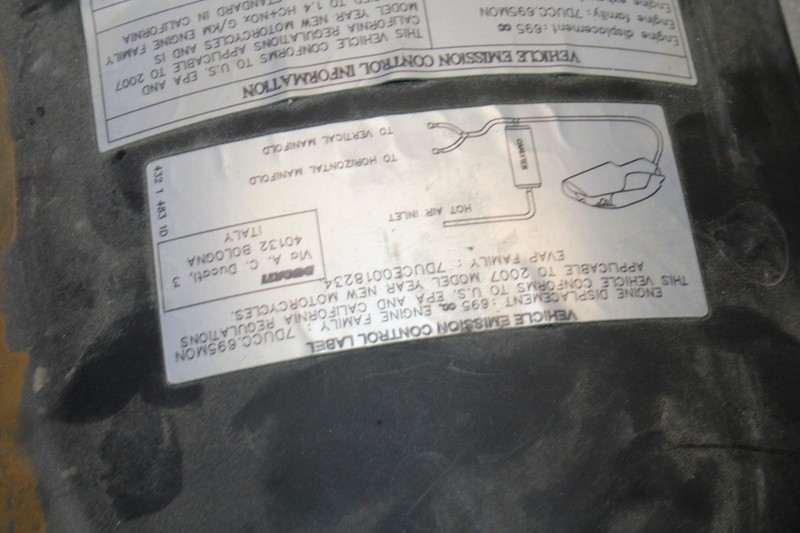 VEHICLE EMISSION CONTROL LABEL
ENGINE DISPLACEMENT :695 cc ENGINE FAMILY : 7DUCC.695MON
THIS VEHICLE CONFORMS TO U.S. EPA AND CALIFORNIA REGULATIONS
APPLICABLE TO 2007 MODEL YEAR NEW MOTORCYCLES.
EVAP FAMILY : 7DUCE0018234
DUCATI
Via A. C. Ducati, 3
40132 BOLOGNA
ITALY
HOT AIR INLET
CANISTER
TO HORIZONTAL MANIFOLD
TO VERTICAL MANIFOLD
432 1 483 1D
VEHICLE EMISSION CONTROL INFORMATION
Engine displacement :695 cc
Engine family : 7DUCC.695MON
Engine
THIS VEHICLE CONFORMS TO U.S. EPA AND
CALIFORNIA REGULATIONS APPLICABLE TO 2007
MODEL YEAR NEW MOTORCYCLES AND IS
TO 1.4 HC+NOx G/KM ENGINE FAMILY
STANDARD IN CALIFORNIA